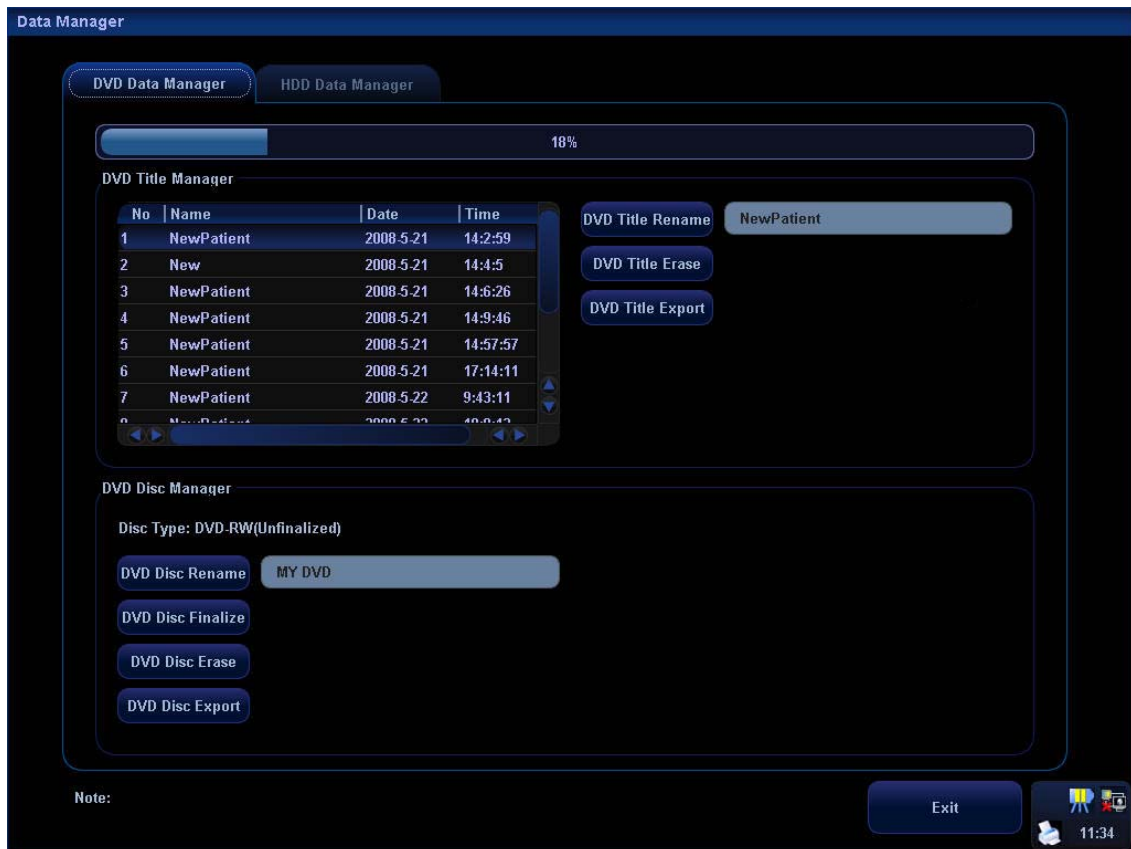 Data Manager
DVD Data Manager HDD Data Manager
18%
DVD Title Manager
No Name Date Time
1 NewPatient 2008-5-21 14:2:59
2 New 2008-5-21 14:4:5
3 NewPatient 2008-5-21 14:6:26
4 NewPatient 2008-5-21 14:9:46
5 NewPatient 2008-5-21 14:57:57
6 NewPatient 2008-5-21 17:14:11
7 NewPatient 2008-5-22 9:43:11
DVD Title Rename NewPatient
DVD Title Erase
DVD Title Export
DVD Disc Manager
Disc Type: DVD-RW(Unfinalized)
DVD Disc Rename MY DVD
DVD Disc Finalize
DVD Disc Erase
DVD Disc Export
Note:
Exit
11:34